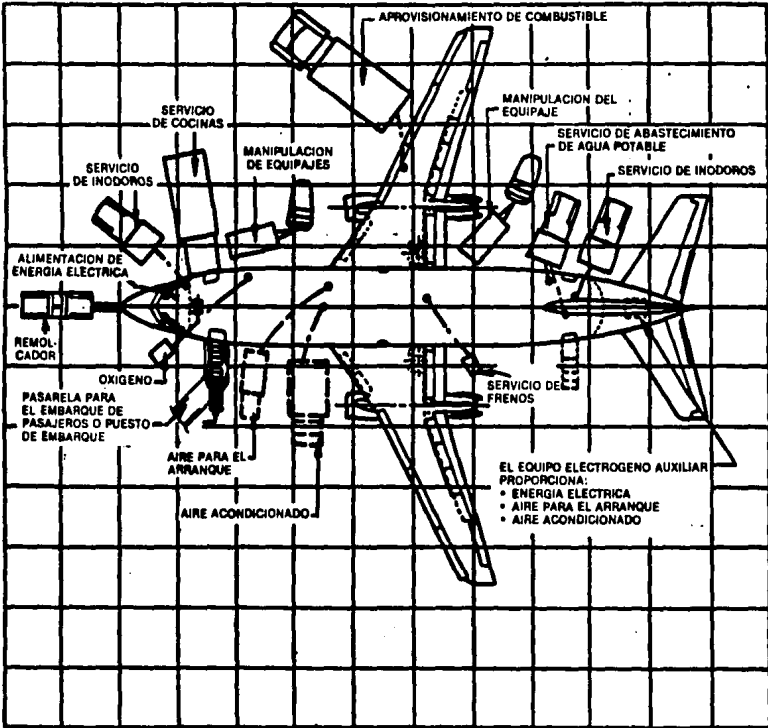 APROVISIONAMIENTO DE COMBUSTIBLE
MANIPULACION DEL
EQUIPAJE
SERVICIO
DE COCINAS
SERVICIO DE ABASTECIMIENTO
DE AGUA POTABLE
MANIPULACION
DE EQUIPAJES
SERVICIO
DE INODOROS
SERVICIO DE INODOROS
ALIMENTACION DE
ENERGIA ELECTRICA
REMOL-
CADOR
OXIGENO
SERVICIO DE
FRENOS
PASARELA PARA
EL EMBARQUE DE
PASAJEROS O PUESTO
DE EMBARQUE
AIRE PARA EL
ARRANQUE
AIRE ACONDICIONADO
EL EQUIPO ELECTROGENO AUXILIAR
PROPORCIONA:
• ENERGIA ELECTRICA
• AIRE PARA EL ARRANQUE
• AIRE ACONDICIONADO